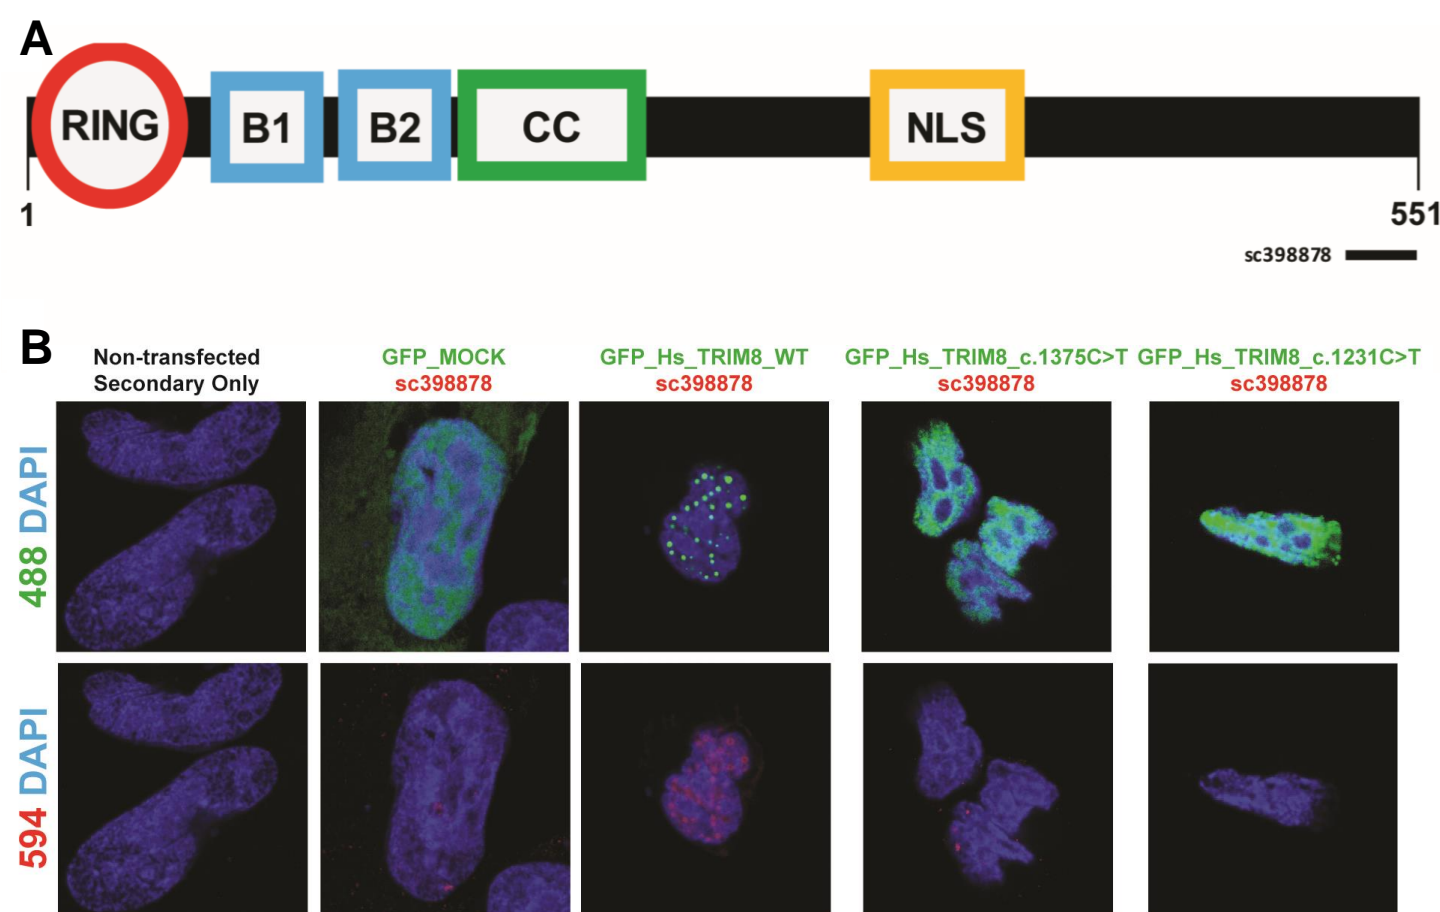 A
RING
B1
B2
CC
NLS
1
551
sc398878
B
Non-transfected
Secondary Only
GFP_MOCK
sc398878
GFP_Hs_TRIM8_WT
sc398878
GFP_Hs_TRIM8_c.1375C>T
sc398878
GFP_Hs_TRIM8_c.1231C>T
sc398878
488 DAPI
594 DAPI